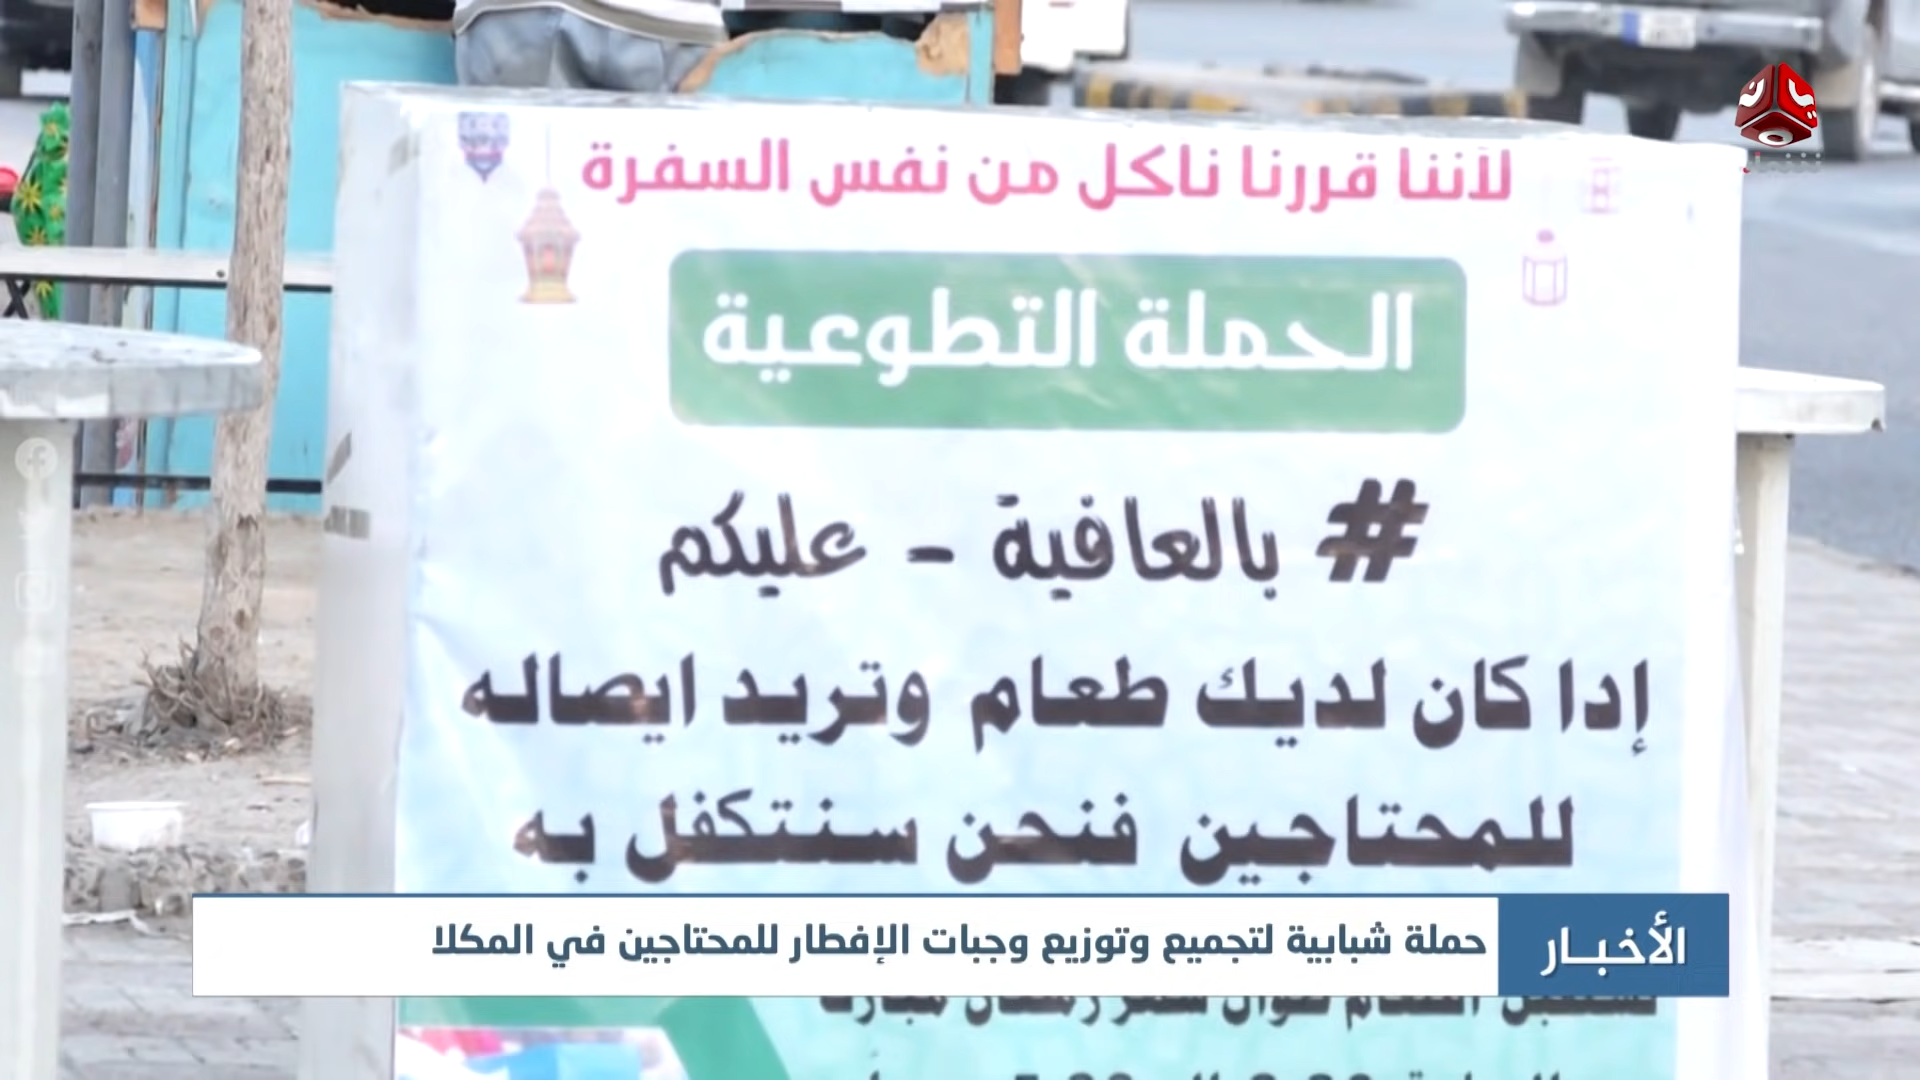 لأننا قررنا ناكل من نفس السفرة
الحملة التطوعية
# بالعافية - عليكم
إدا كان لديك طعام وتريد ايصاله
للمحتاجين فنحن سنتكفل به
الأخبار
حملة شبابية لتجميع وتوزيع وجبات الإفطار للمحتاجين في المكلا